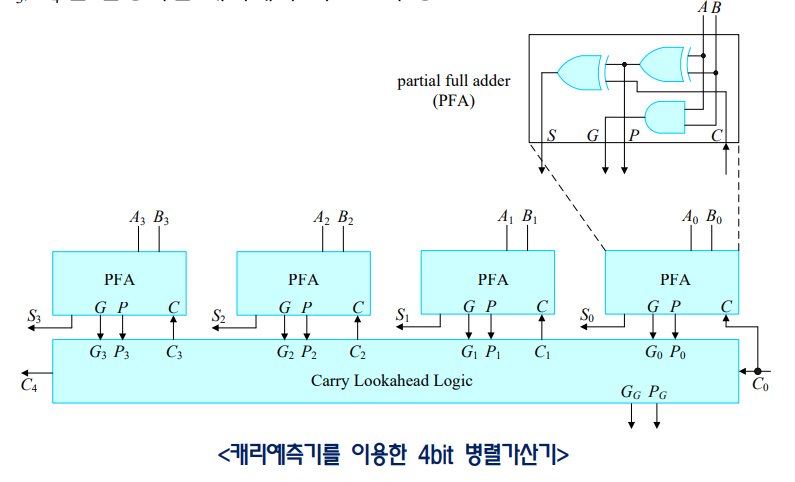 A B
partial full adder
(PFA)
S G P C
A3 B3 A2 B2 A1 B1 A0 B0
PFA PFA PFA PFA
G P C G P C G P C G P C
S3 S2 S1 S0
G3 P3 C3 G2 P2 C2 G1 P1 C1 G0 P0
C4 Carry Lookahead Logic C0
GG PG
<캐리예측기를 이용한 4bit 병렬가산기>